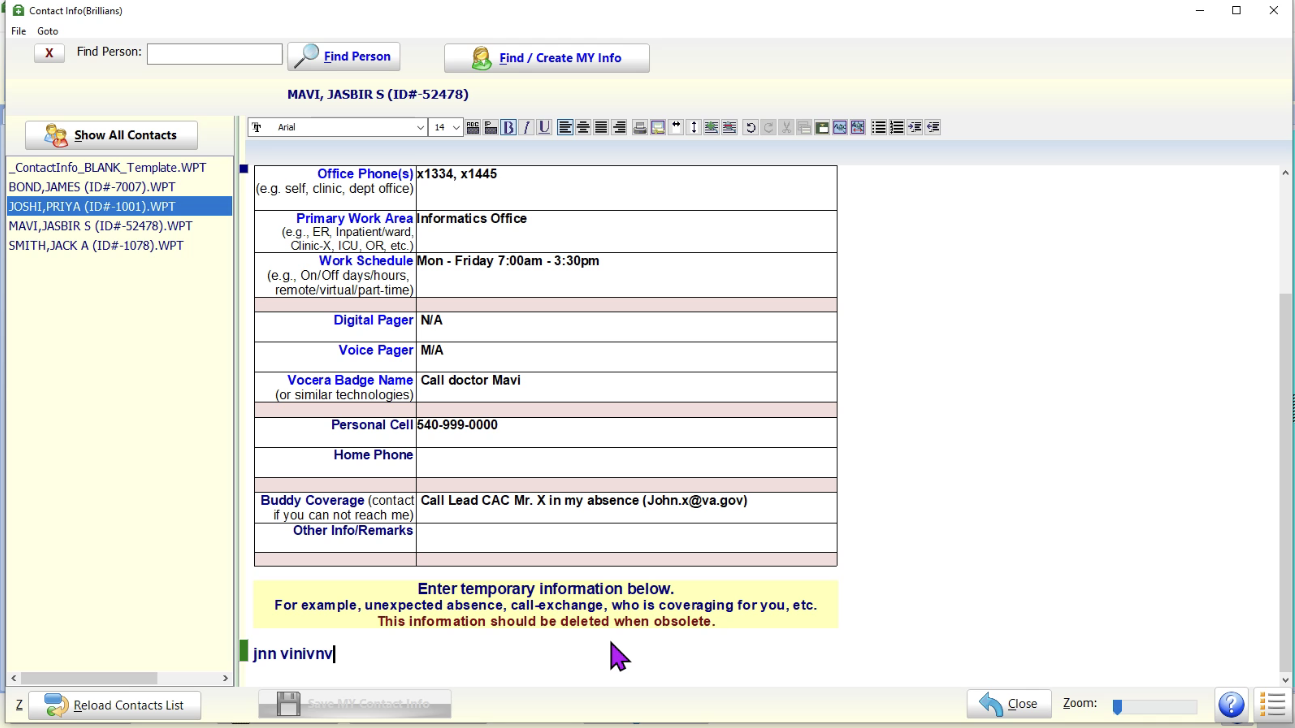 Contact Info(Brillians)
File Goto
X Find Person: Find Person Find / Create MY Info
MAVI, JASBIR S (ID#-52478)
Show All Contacts
Arial 14 B I U
_ContactInfo_BLANK_Template.WPT
BOND,JAMES (ID#-7007).WPT
JOSHI,PRIYA (ID#-1001).WPT
MAVI,JASBIR S (ID#-52478).WPT
SMITH,JACK A (ID#-1078).WPT
Office Phone(s) x1334, x1445
(e.g. self, clinic, dept office)
Primary Work Area Informatics Office
(e.g., ER, Inpatient/ward,
Clinic-X, ICU, OR, etc.)
Work Schedule Mon - Friday 7:00am - 3:30pm
(e.g., On/Off days/hours,
remote/virtual/part-time)
Digital Pager N/A
Voice Pager M/A
Vocera Badge Name Call doctor Mavi
(or similar technologies)
Personal Cell 540-999-0000
Home Phone
Buddy Coverage (contact Call Lead CAC Mr. X in my absence (John.x@va.gov)
if you can not reach me)
Other Info/Remarks
Enter temporary information below.
For example, unexpected absence, call-exchange, who is coveraging for you, etc.
This information should be deleted when obsolete.
jnn vinivnv
Z Reload Contacts List Save MY Contact Info Close Zoom: ?